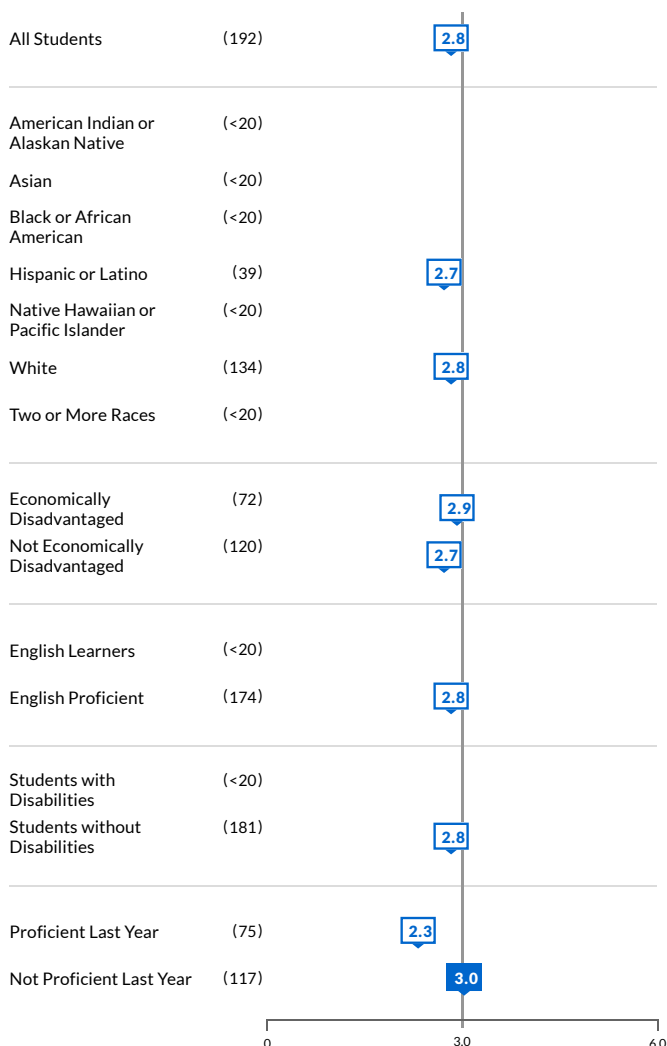 All Students (192) 2.8
American Indian or (<20)
Alaskan Native
Asian (<20)
Black or African (<20)
American
Hispanic or Latino (39) 2.7
Native Hawaiian or (<20)
Pacific Islander
White (134) 2.8
Two or More Races (<20)
Economically (72) 2.9
Disadvantaged
Not Economically (120) 2.7
Disadvantaged
English Learners (<20)
English Proficient (174) 2.8
Students with (<20)
Disabilities
Students without (181) 2.8
Disabilities
Proficient Last Year (75) 2.3
Not Proficient Last Year (117) 3.0
0 3.0 6.0